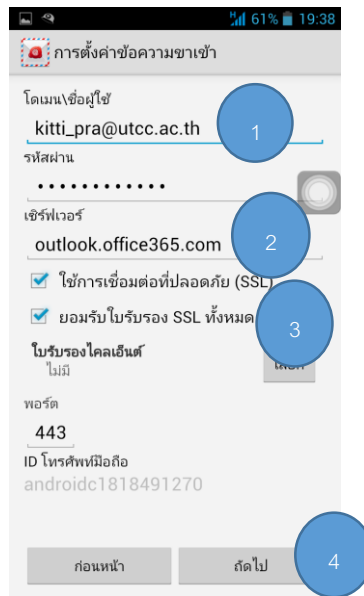 H 61% 19:38
การตั้งค่าข้อความขาเข้า
โดเมน\ชื่อผู้ใช้
kitti_pra@utcc.ac.th 1
รหัสผ่าน
••••••••••••
เซิร์ฟเวอร์
outlook.office365.com 2
ใช้การเชื่อมต่อที่ปลอดภัย (SSL)
ยอมรับใบรับรอง SSL ทั้งหมด 3
ใบรับรองไคลเอ็นต์
ไม่มี
พอร์ต
443
ID โทรศัพท์มือถือ
androidc1818491270
ก่อนหน้า ถัดไป 4